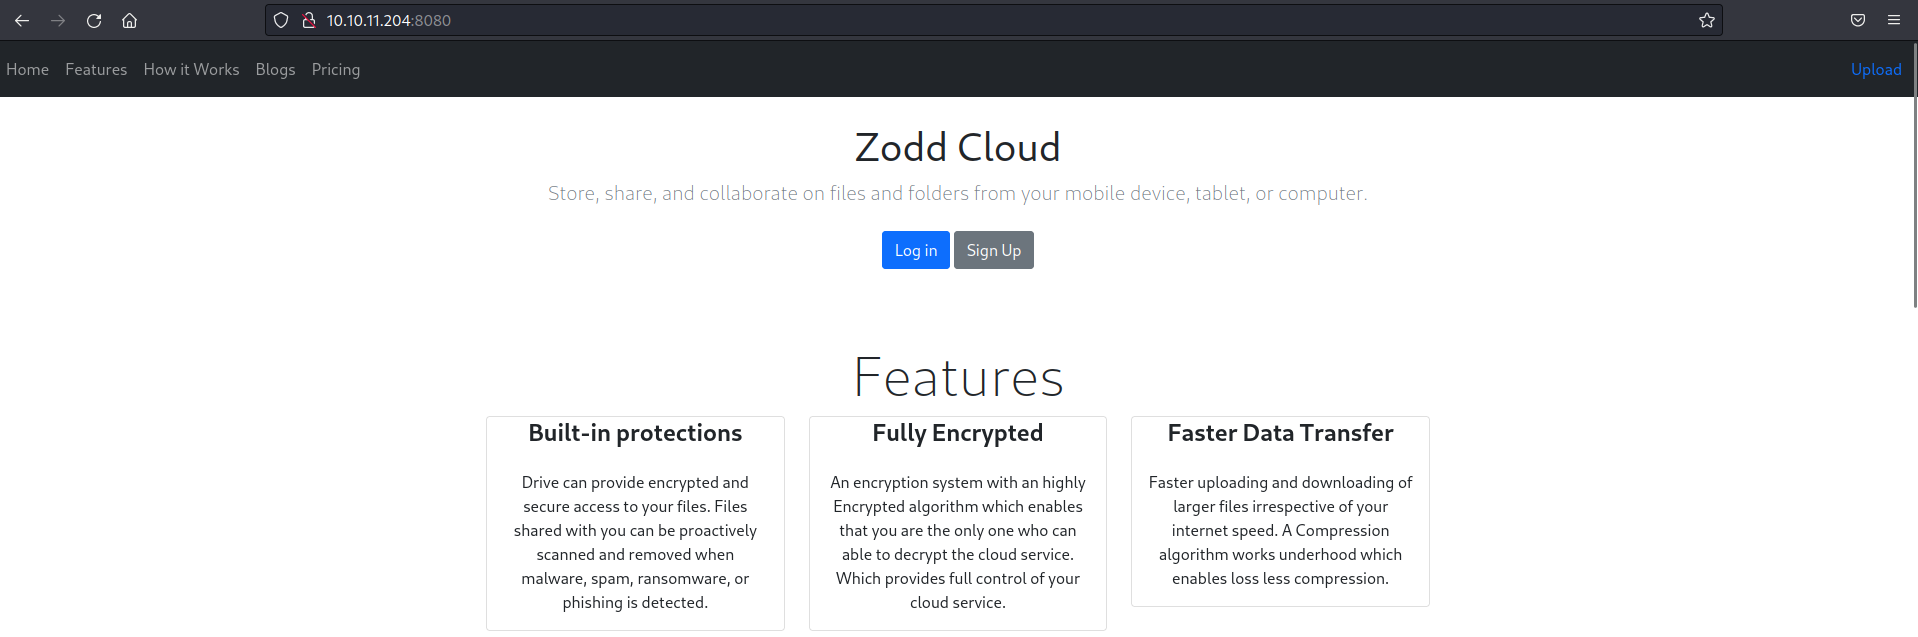 10.10.11.204:8080
Home Features How it Works Blogs Pricing Upload
Zodd Cloud
Store, share, and collaborate on files and folders from your mobile device, tablet, or computer.
Log in Sign Up
Features
Built-in protections
Drive can provide encrypted and
secure access to your files. Files
shared with you can be proactively
scanned and removed when
malware, spam, ransomware, or
phishing is detected.
Fully Encrypted
An encryption system with an highly
Encrypted algorithm which enables
that you are the only one who can
able to decrypt the cloud service.
Which provides full control of your
cloud service.
Faster Data Transfer
Faster uploading and downloading of
larger files irrespective of your
internet speed. A Compression
algorithm works underhood which
enables loss less compression.